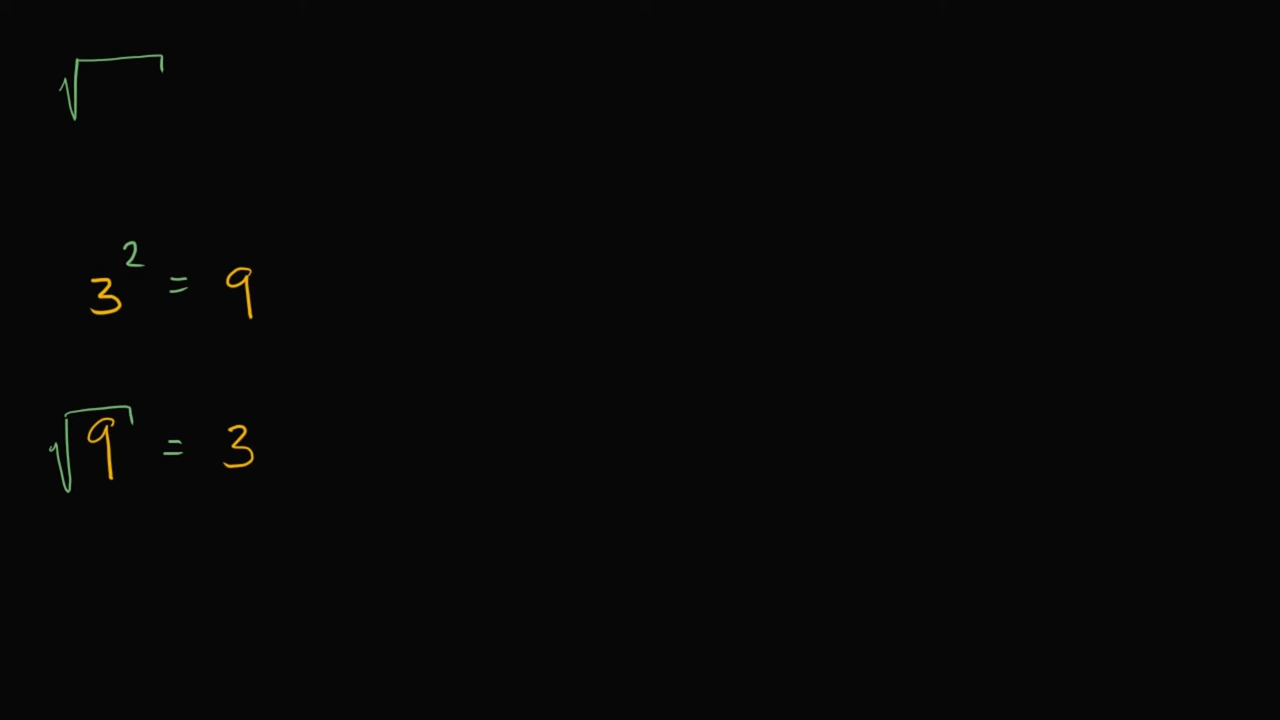 √
3² = 9
√9 = 3